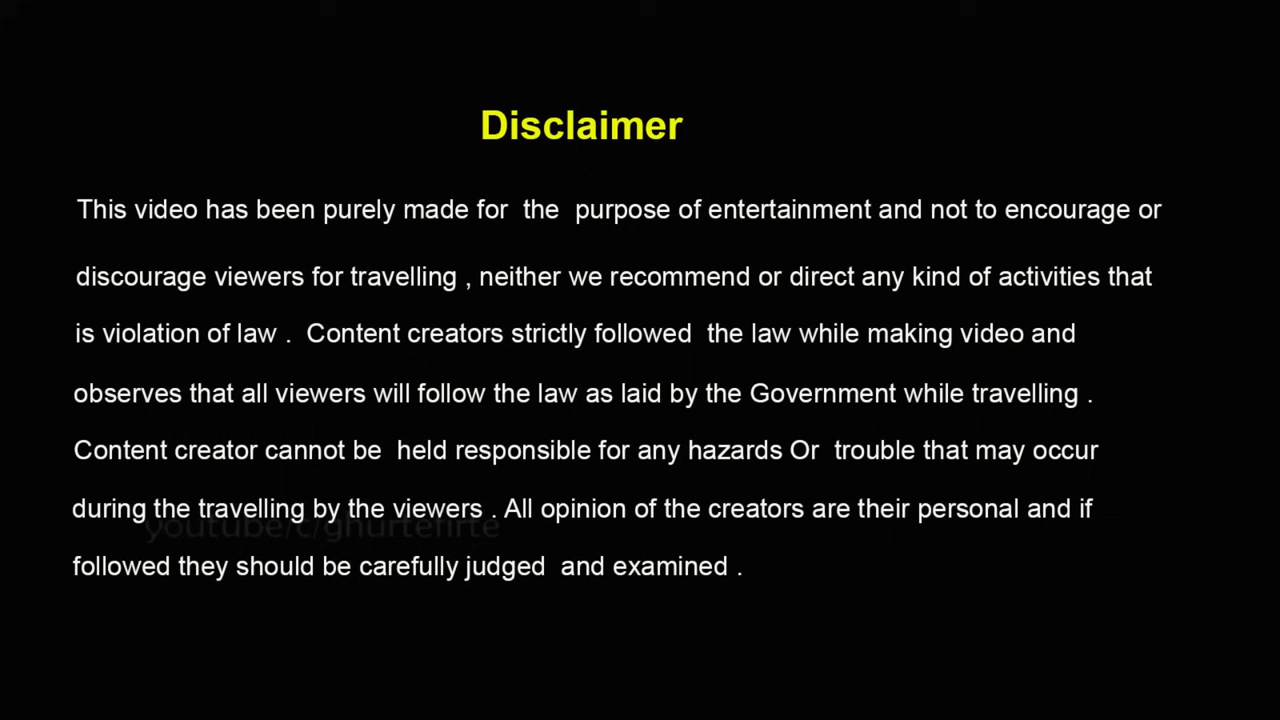 Disclaimer
This video has been purely made for the purpose of entertainment and not to encourage or
discourage viewers for travelling , neither we recommend or direct any kind of activities that
is violation of law . Content creators strictly followed the law while making video and
observes that all viewers will follow the law as laid by the Government while travelling .
Content creator cannot be held responsible for any hazards Or trouble that may occur
during the travelling by the viewers . All opinion of the creators are their personal and if
youtube/c/ghurtefirte
followed they should be carefully judged and examined .